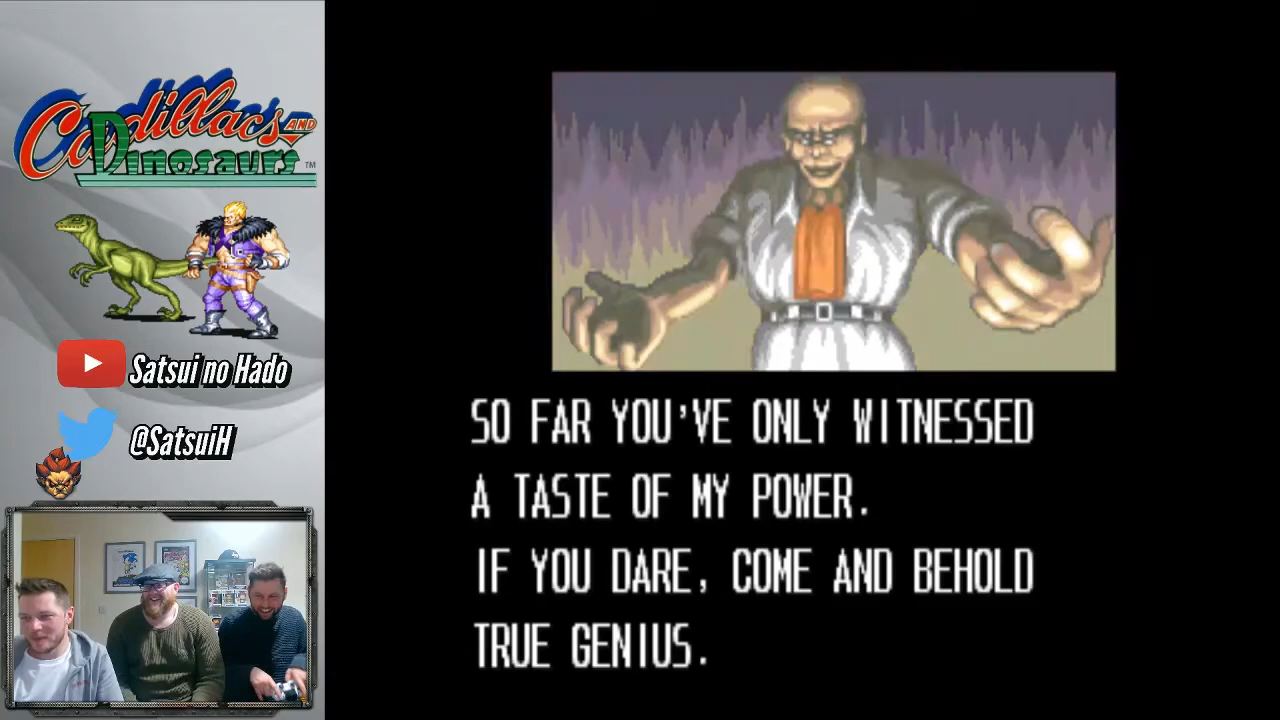 Cadillacs AND
Dinosaurs™
Satsui no Hado
@SatsuiH
SO FAR YOU'VE ONLY WITNESSED
A TASTE OF MY POWER.
IF YOU DARE, COME AND BEHOLD
TRUE GENIUS.